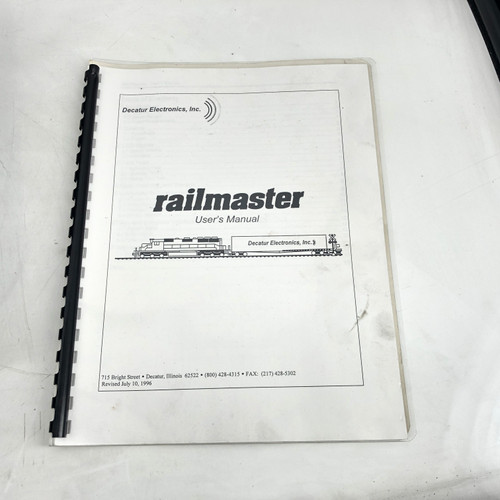 Decatur Electronics, Inc.
railmaster
User's Manual
Decatur Electronics, Inc.
715 Bright Street • Decatur, Illinois 62522 • (800) 428-4315 • FAX: (217) 428-5302
Revised July 10, 1996